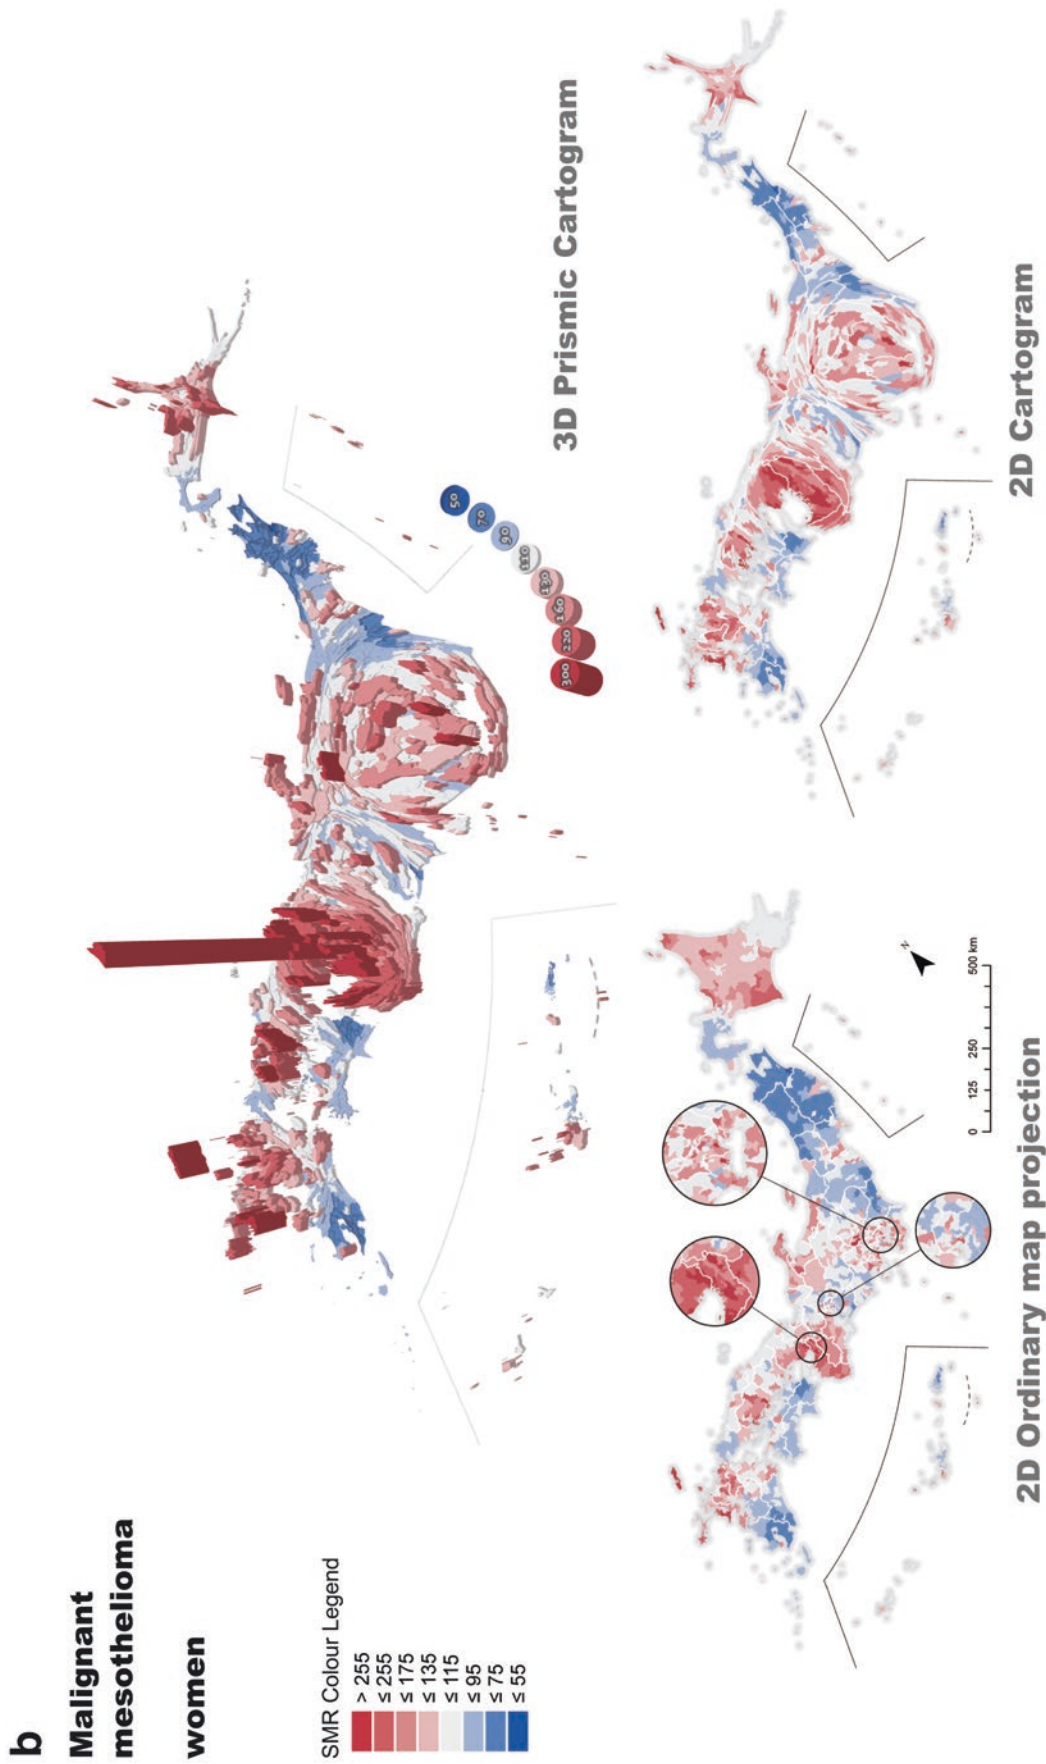 b
Malignant
mesothelioma
women
SMR Colour Legend
> 255
≤ 255
≤ 175
≤ 135
≤ 115
≤ 95
≤ 75
≤ 55
300
220
160
130
110
90
70
50
3D Prismic Cartogram
N
0 125 250 500 km
2D Ordinary map projection
2D Cartogram